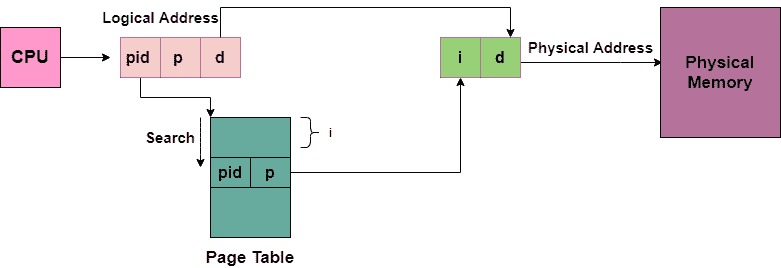 Logical Address
CPU
pid p d
i d
Physical Address
Physical
Memory
Search
i
pid p
Page Table